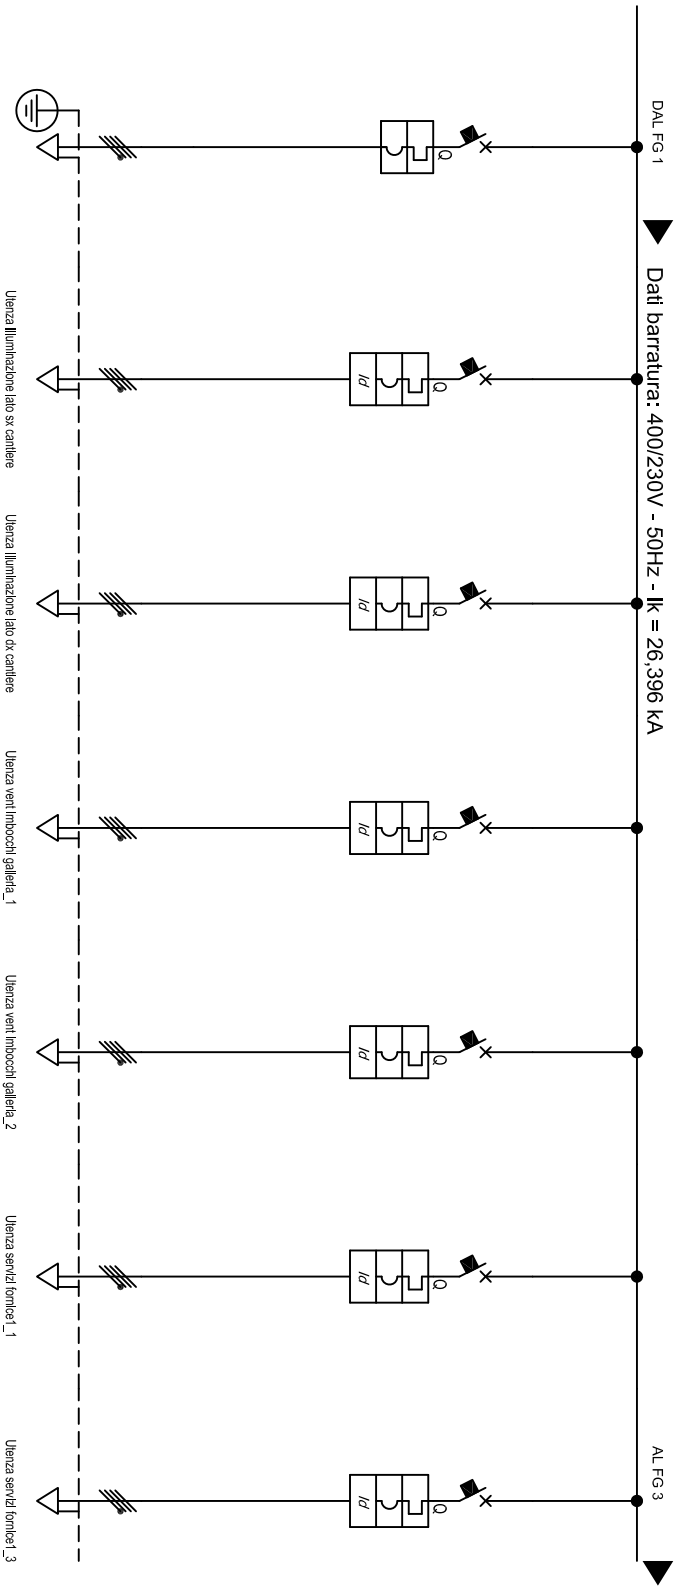 DAL FG 1
Dati barratura: 400/230V - 50Hz - Ik = 26,396 kA
AL FG 3
Q
Q
Id
Q
Id
Q
Id
Q
Id
Q
Id
Q
Id
Utenza Illuminazione lato sx cantiere
Utenza Illuminazione lato dx cantiere
Utenza vent imbocchi galleria_1
Utenza vent imbocchi galleria_2
Utenza servizi fornice1_1
Utenza servizi fornice1_3